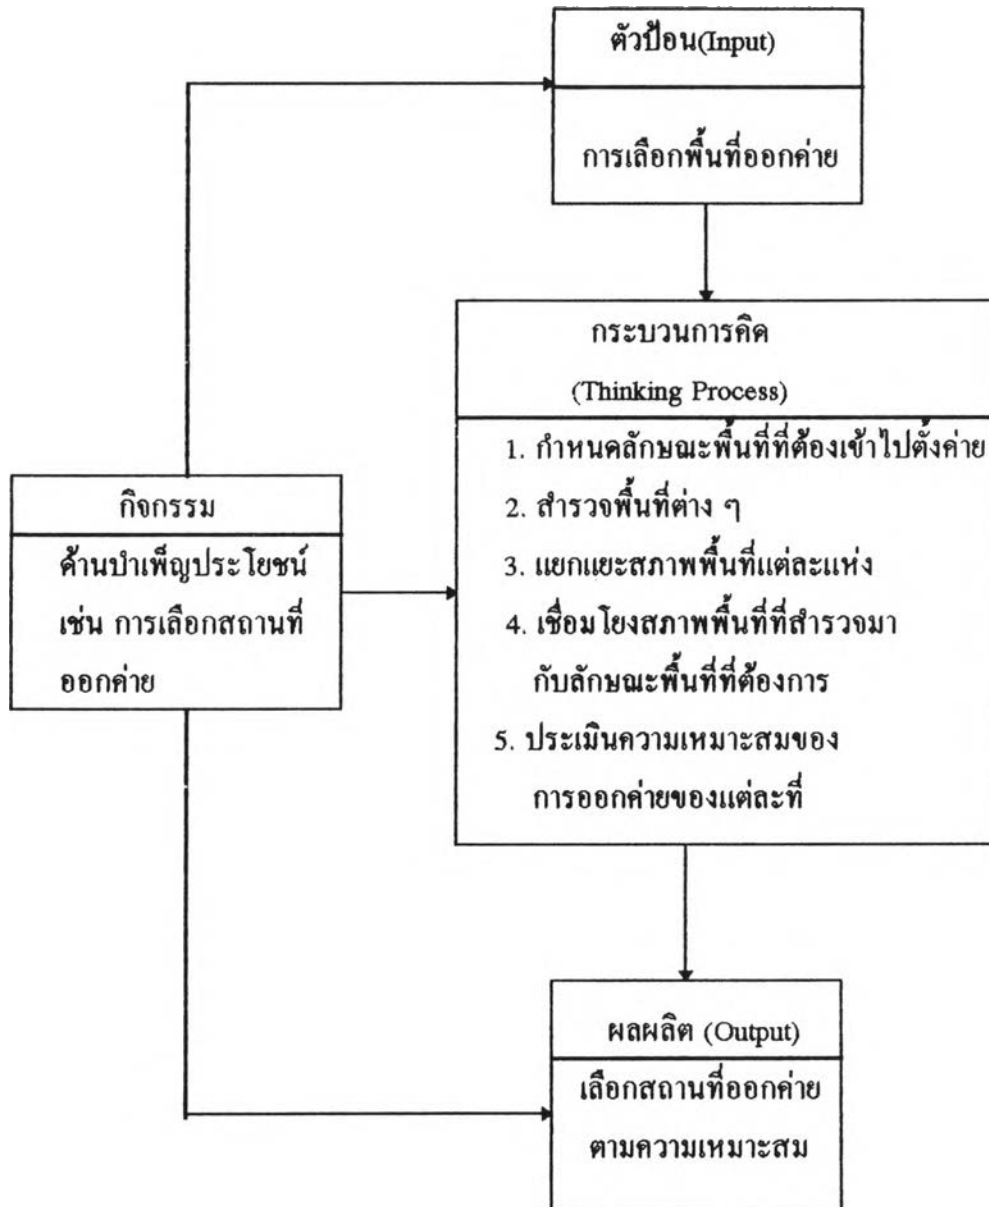 ตัวป้อน(Input)
การเลือกพื้นที่ออกค่าย
กระบวนการคิด
(Thinking Process)
1. กำหนดลักษณะพื้นที่ที่ต้องเข้าไปตั้งค่าย
2. สำรวจพื้นที่ต่าง ๆ
3. แยกแยะสภาพพื้นที่แต่ละแห่ง
4. เชื่อมโยงสภาพพื้นที่ที่สำรวจมา
กับลักษณะพื้นที่ที่ต้องการ
5. ประเมินความเหมาะสมของ
การออกค่ายของแต่ละที่
กิจกรรม
ด้านบำเพ็ญประโยชน์
เช่น การเลือกสถานที่
ออกค่าย
ผลผลิต (Output)
เลือกสถานที่ออกค่าย
ตามความเหมาะสม